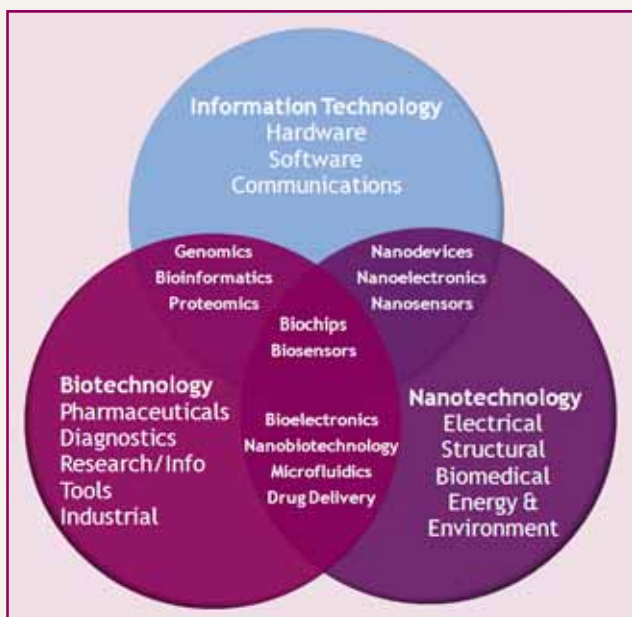 Information Technology
Hardware
Software
Communications
Genomics
Bioinformatics
Proteomics
Nanodevices
Nanoelectronics
Nanosensors
Biochips
Biosensors
Biotechnology
Pharmaceuticals
Diagnostics
Research/Info
Tools
Industrial
Bioelectronics
Nanobiotechnology
Microfluidics
Drug Delivery
Nanotechnology
Electrical
Structural
Biomedical
Energy &
Environment